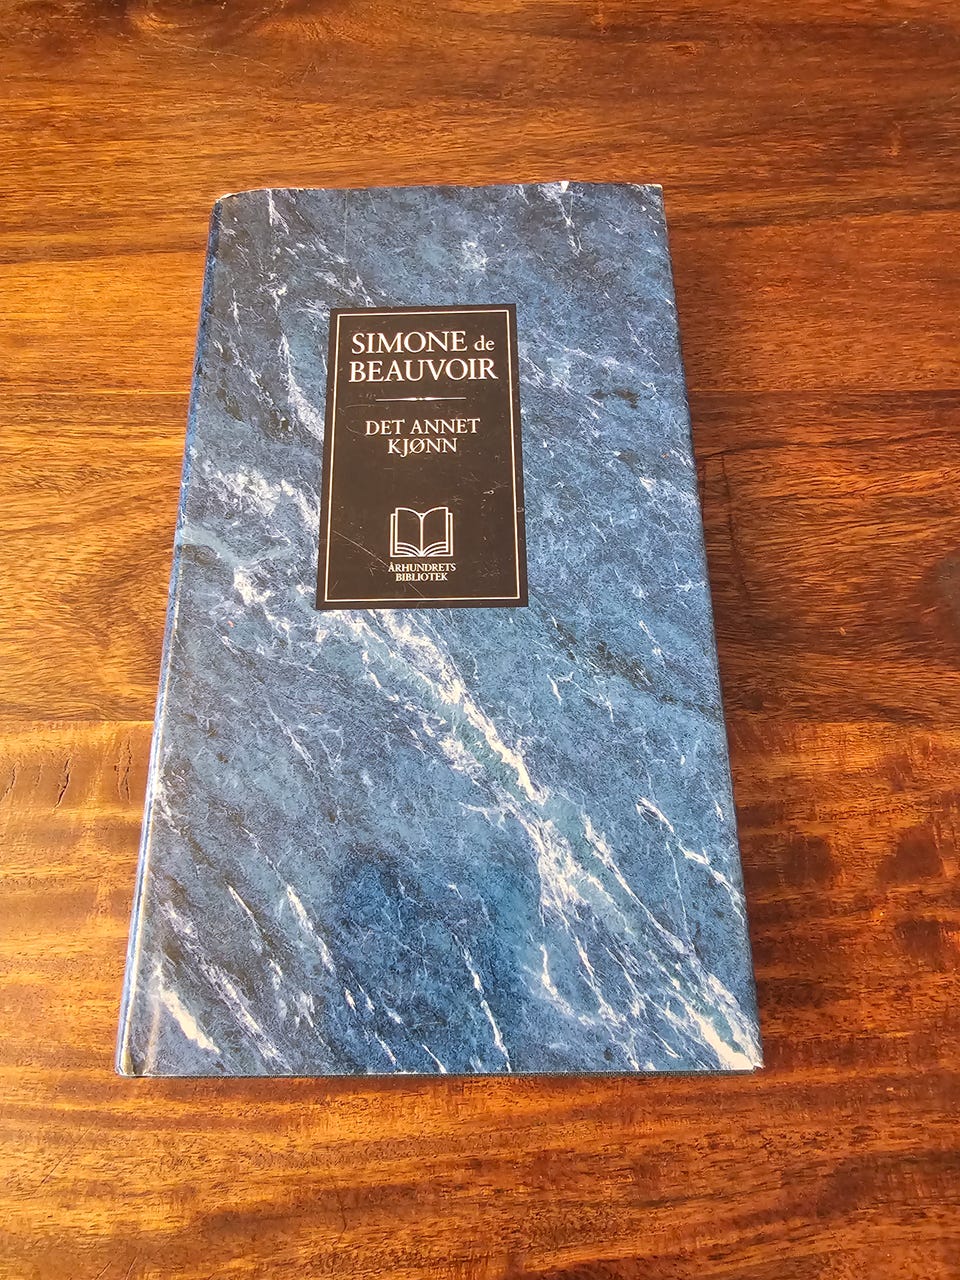 SIMONE de
BEAUVOIR
DET ANNET
KJØNN
ÅRHUNDRETS
BIBLIOTEK